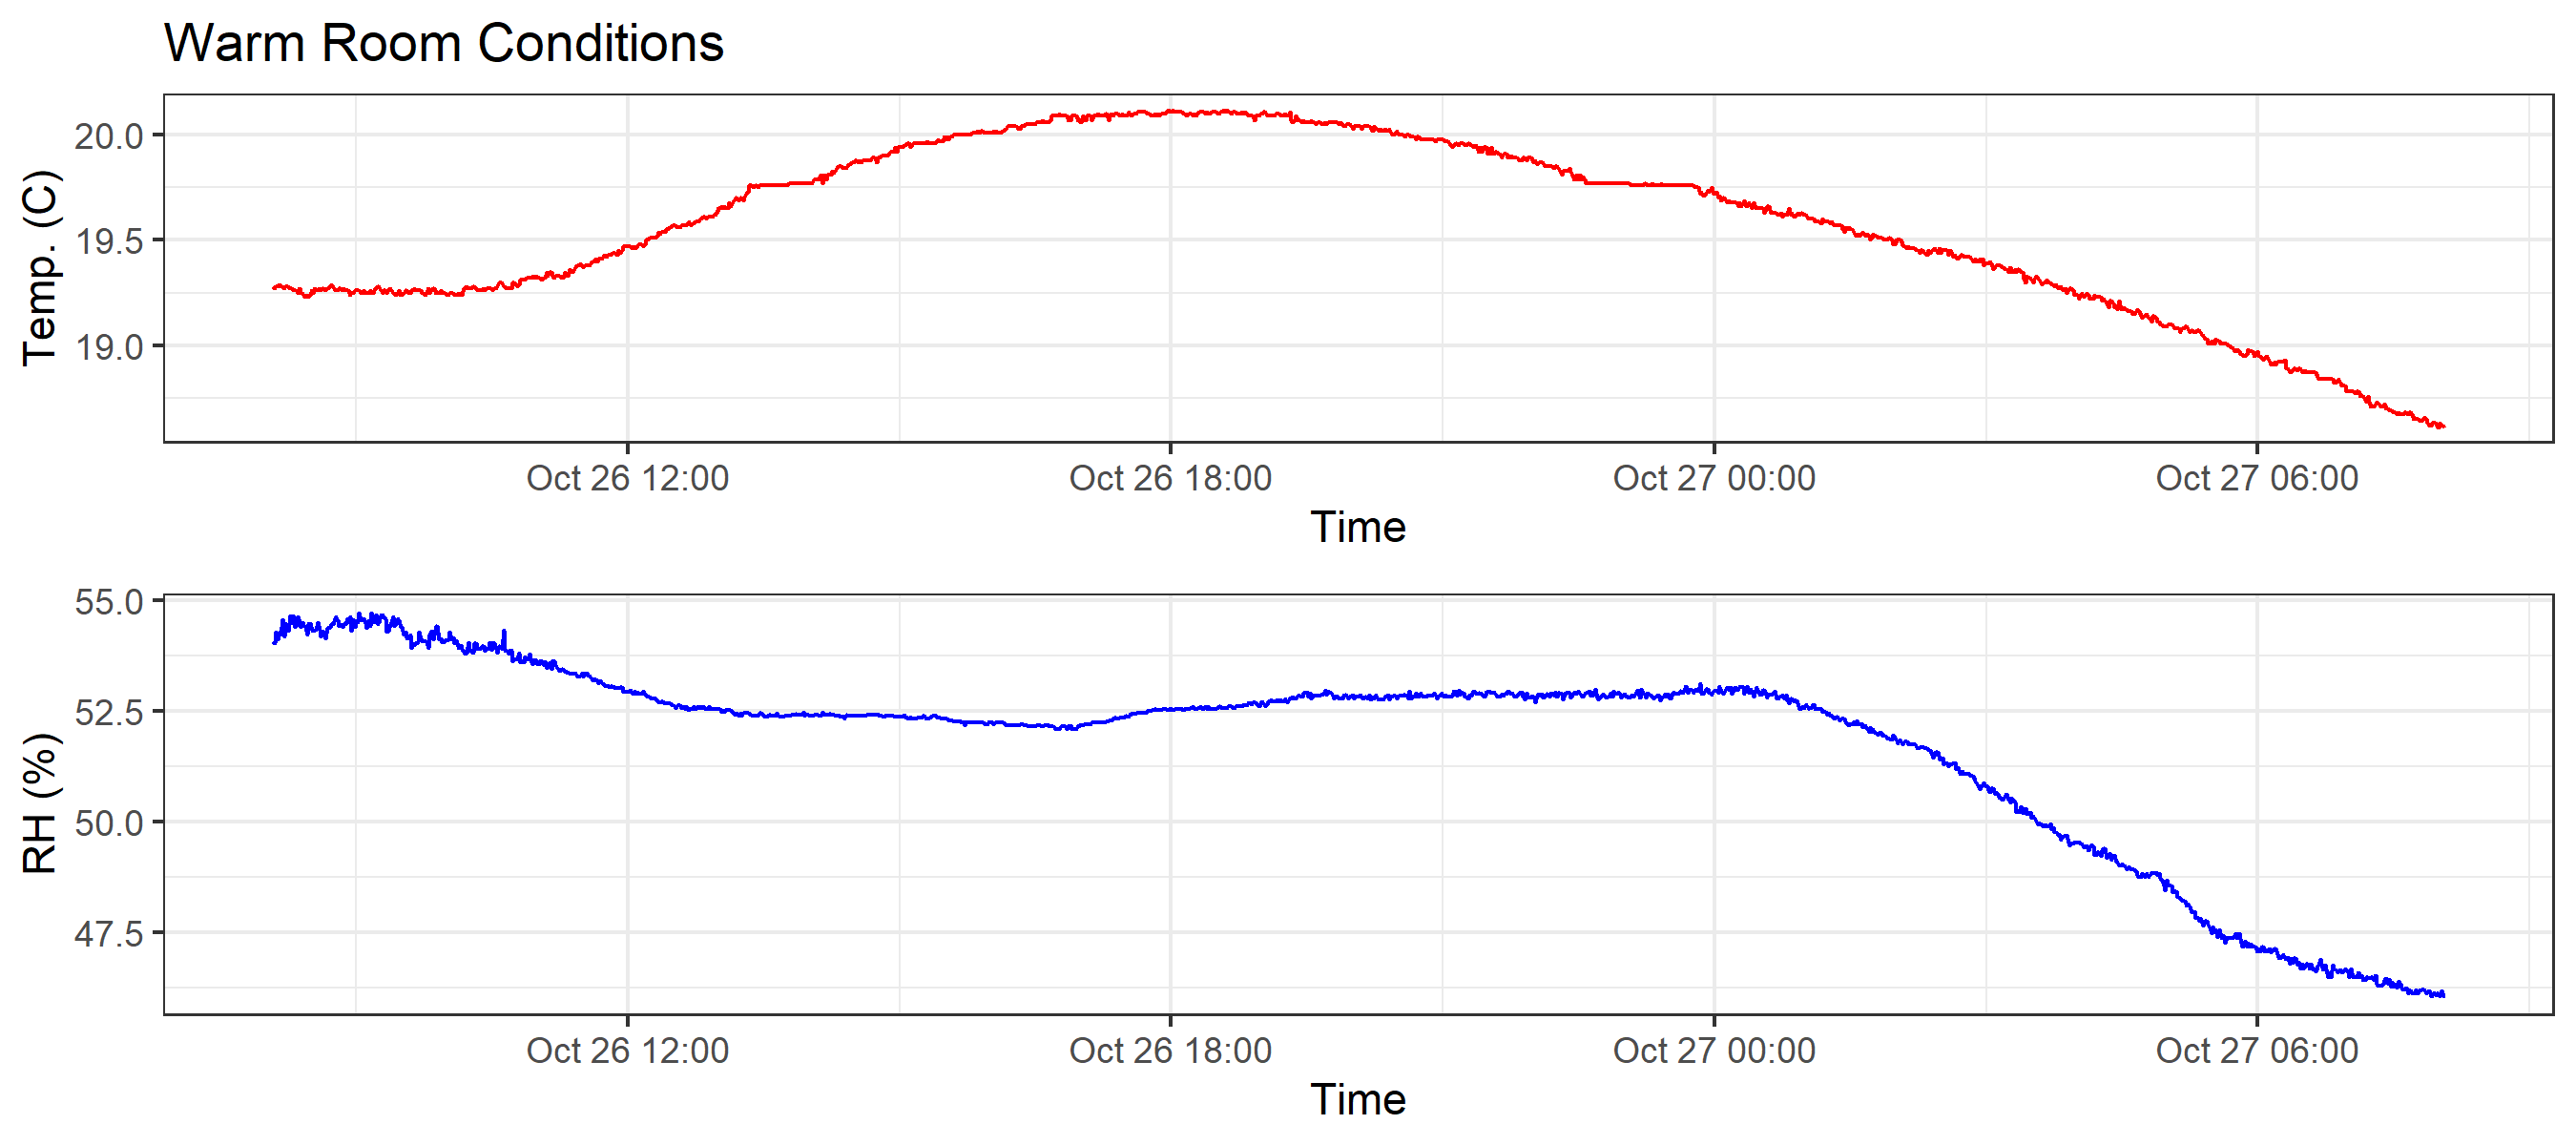 Warm Room Conditions
Temp. (C)
20.0
19.5
19.0
Oct 26 12:00 Oct 26 18:00 Oct 27 00:00 Oct 27 06:00
Time
RH (%)
55.0
52.5
50.0
47.5
Oct 26 12:00 Oct 26 18:00 Oct 27 00:00 Oct 27 06:00
Time